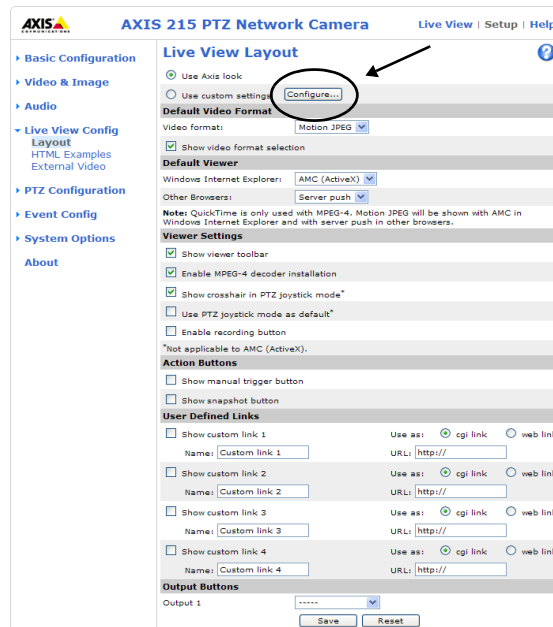 AXIS
COMMUNICATIONS
AXIS 215 PTZ Network Camera
Live View | Setup | Help
Basic Configuration
Video & Image
Audio
Live View Config
Layout
HTML Examples
External Video
PTZ Configuration
Event Config
System Options
About
Live View Layout
?
Use Axis look
Use custom settings
Configure...
Default Video Format
Video format: Motion JPEG
Show video format selection
Default Viewer
Windows Internet Explorer: AMC (ActiveX)
Other Browsers: Server push
Note: QuickTime is only used with MPEG-4. Motion JPEG will be shown with AMC in
Windows Internet Explorer and with server push in other browsers.
Viewer Settings
Show viewer toolbar
Enable MPEG-4 decoder installation
Show crosshair in PTZ joystick mode*
Use PTZ joystick mode as default*
Enable recording button
*Not applicable to AMC (ActiveX).
Action Buttons
Show manual trigger button
Show snapshot button
User Defined Links
Show custom link 1 Use as: cgi link web link
Name: Custom link 1 URL: http://
Show custom link 2 Use as: cgi link web link
Name: Custom link 2 URL: http://
Show custom link 3 Use as: cgi link web link
Name: Custom link 3 URL: http://
Show custom link 4 Use as: cgi link web link
Name: Custom link 4 URL: http://
Output Buttons
Output 1 -----
Save Reset